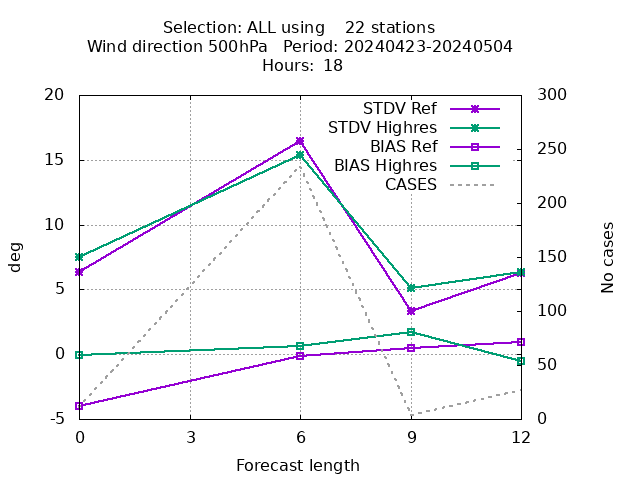 Selection: ALL using    22 stations
Wind direction 500hPa   Period: 20240423-20240504
Hours: 18
STDV Ref
STDV Highres
BIAS Ref
BIAS Highres
CASES
20
15
10
5
0
-5
deg
300
250
200
150
100
50
0
No cases
0 3 6 9 12
Forecast length